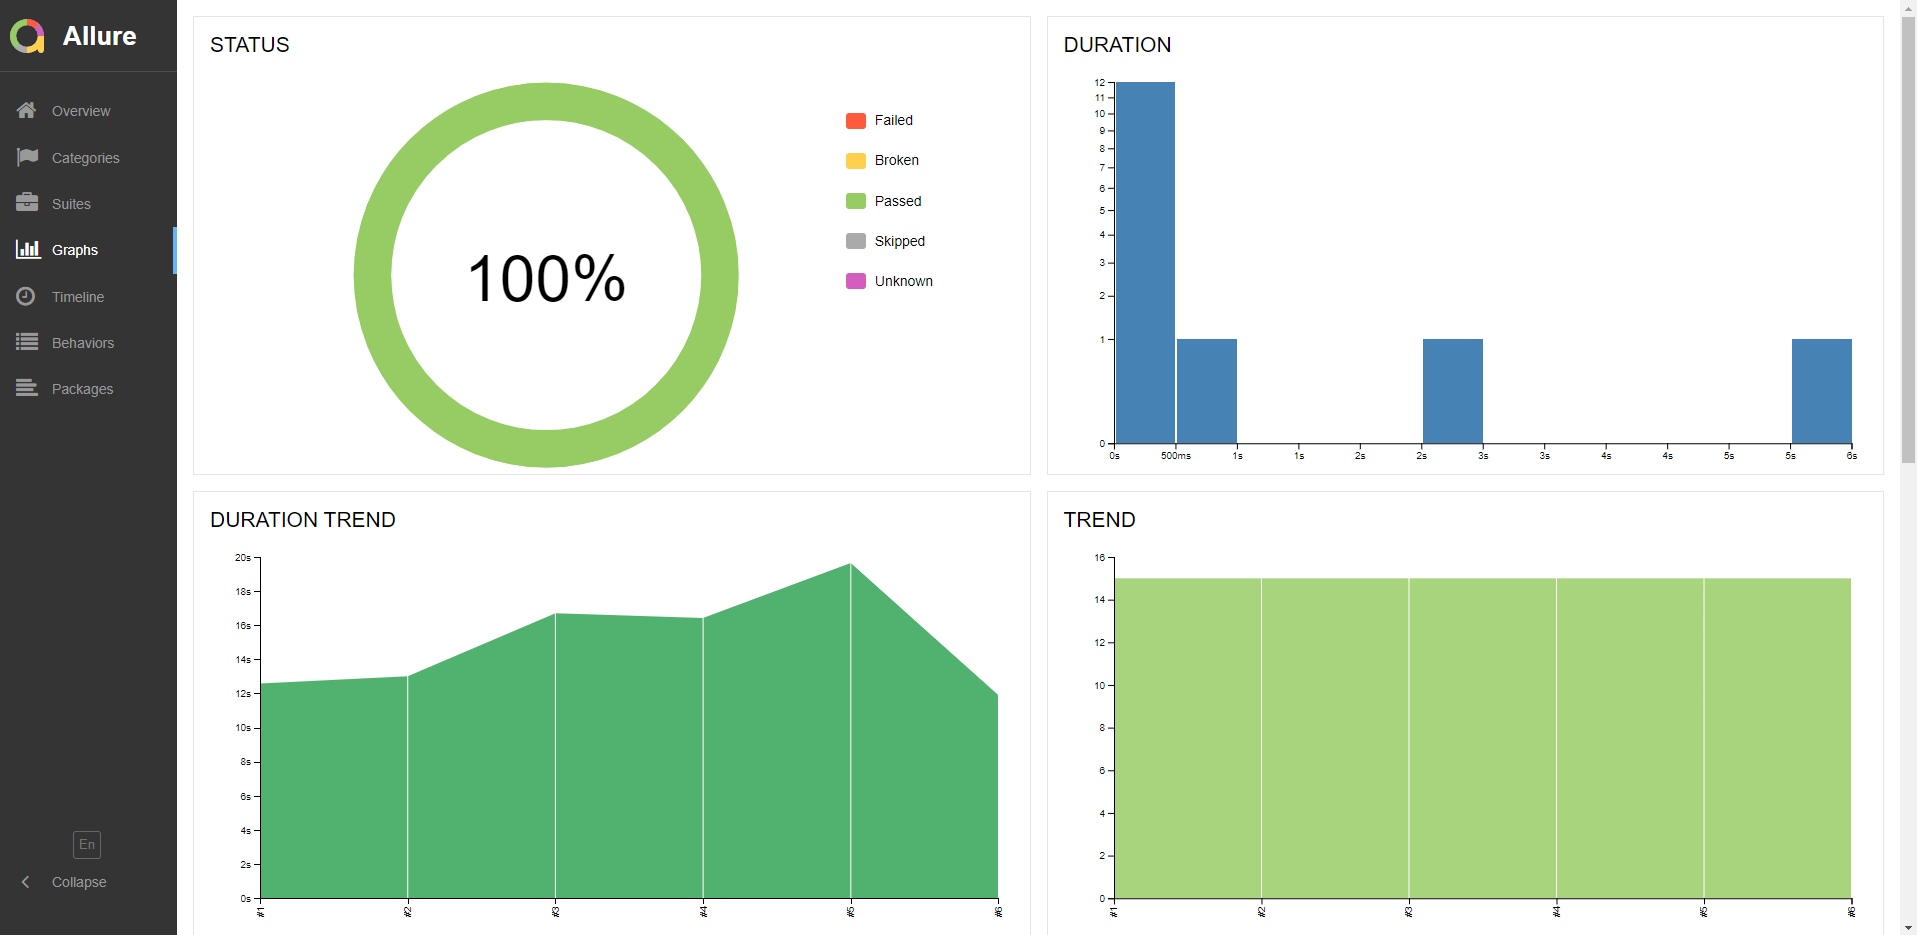 Allure
Overview
Categories
Suites
Graphs
Timeline
Behaviors
Packages
En
Collapse
STATUS
100%
Failed
Broken
Passed
Skipped
Unknown
DURATION
12
11
10
9
8
7
6
5
4
3
2
1
0
0s 500ms 1s 1s 2s 2s 3s 3s 4s 4s 5s 5s 6s
DURATION TREND
20s
18s
16s
14s
12s
10s
8s
6s
4s
2s
0s
#1 #2 #3 #4 #5 #6
TREND
16
14
12
10
8
6
4
2
0
#1 #2 #3 #4 #5 #6